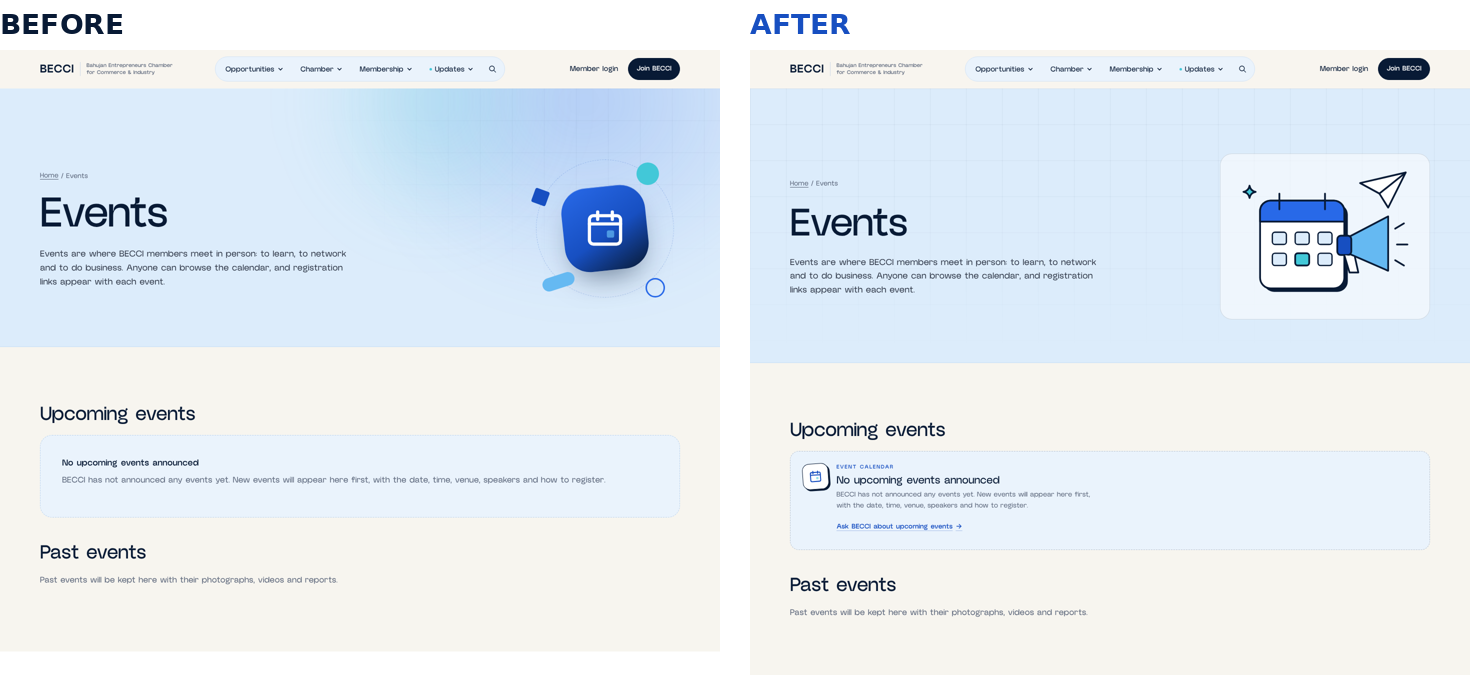 BEFORE
BECCI
Bahujan Entrepreneurs Chamber
for Commerce & Industry
Opportunities
Chamber
Membership
Updates
Member login
Join BECCI
Home / Events
Events
Events are where BECCI members meet in person: to learn, to network
and to do business. Anyone can browse the calendar, and registration
links appear with each event.
Upcoming events
No upcoming events announced
BECCI has not announced any events yet. New events will appear here first, with the date, time, venue, speakers and how to register.
Past events
Past events will be kept here with their photographs, videos and reports.
AFTER
BECCI
Bahujan Entrepreneurs Chamber
for Commerce & Industry
Opportunities
Chamber
Membership
Updates
Member login
Join BECCI
Home / Events
Events
Events are where BECCI members meet in person: to learn, to network
and to do business. Anyone can browse the calendar, and registration
links appear with each event.
Upcoming events
EVENT CALENDAR
No upcoming events announced
BECCI has not announced any events yet. New events will appear here first,
with the date, time, venue, speakers and how to register.
Ask BECCI about upcoming events →
Past events
Past events will be kept here with their photographs, videos and reports.